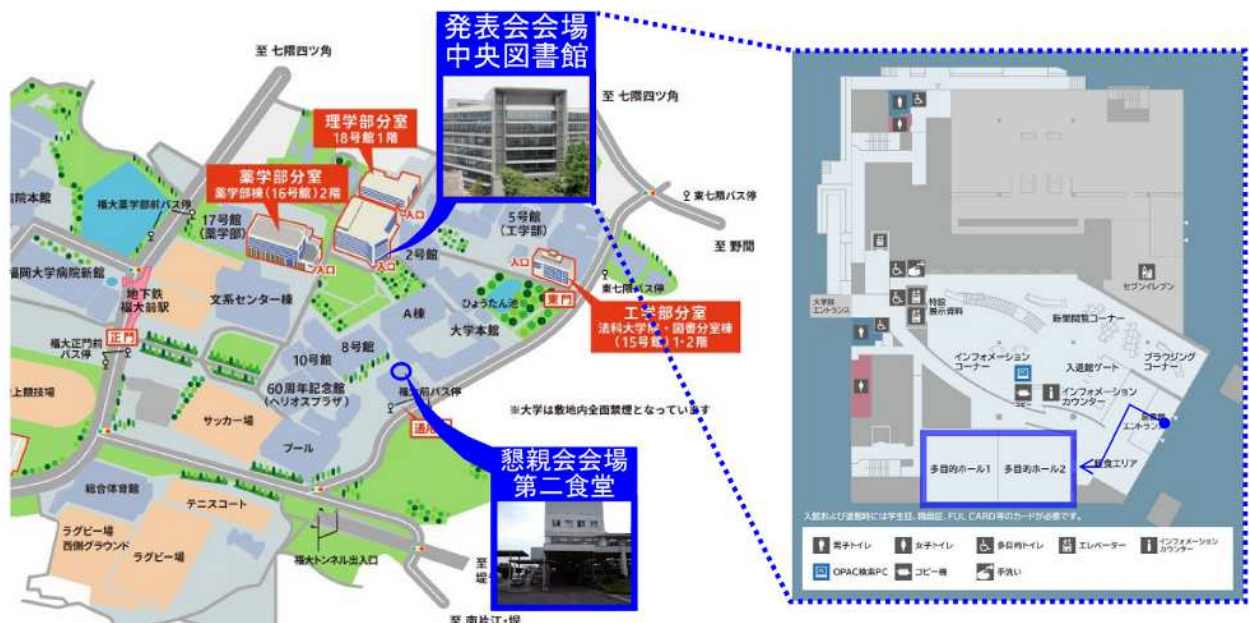 発表会会場
中央図書館
至 七隈四ツ角
至 七隈四ツ角
理学部分室
18号館1階
薬学部分室
薬学部棟(16号館)2階
福大薬学部前バス停
病院本館
17号館
(薬学部)
入口
入口
入口
2号館
5号館
(工学部)
入口
東七隈バス停
至 野間
東七隈バス停
福岡大学病院新館
地下鉄
福大前駅
文系センター棟
A棟
ひょうたん池
大学本館
東門
工学部分室
図書分室棟
(15号館)1・2階
正門
福大正門前
バス停
10号館
8号館
60周年記念館
(ヘリオスプラザ)
福大前バス停
※大学は敷地内全面禁煙となっています
上競技場
サッカー場
プール
懇親会会場
第二食堂
総合体育館
テニスコート
ラグビー場
西側グラウンド
ラグビー場
福大トンネル出入口
至
堤
至 南片江・堤
大学院
エントランス
特設
展示資料
セブンイレブン
新聞閲覧コーナー
ブラウジング
コーナー
インフォメーション
コーナー
入退館ゲート
コピー
インフォメーション
カウンター
エントランス
軽食エリア
多目的ホール1
多目的ホール2
入館および退館時には学生証、職員証、FUL CARD等のカードが必要です。
男子トイレ
女子トイレ
多目的トイレ
エレベーター
インフォメーション
カウンター
OPAC検索PC
コピー機
手洗い